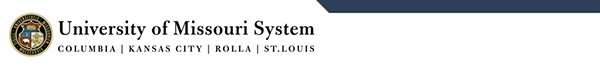 University of Missouri System
COLUMBIA | KANSAS CITY | ROLLA | ST.LOUIS